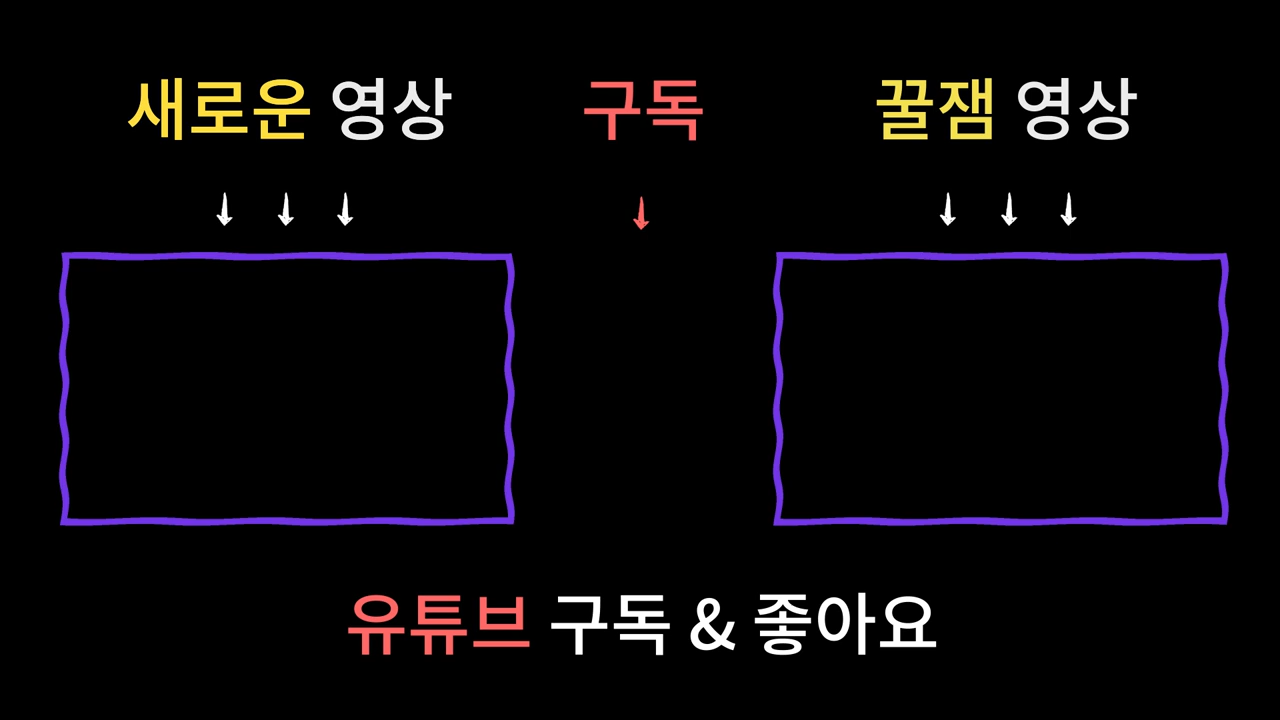 새로운 영상
구독
꿀잼 영상
유튜브 구독 & 좋아요